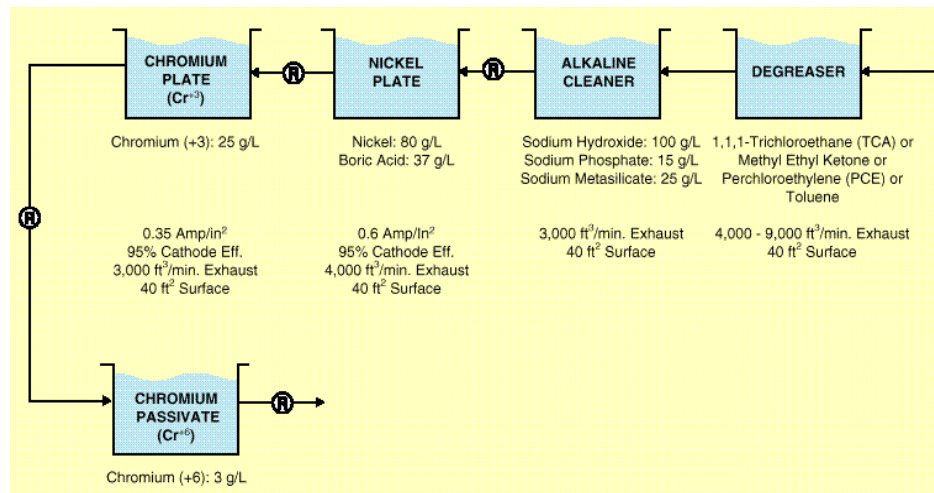 CHROMIUM
PLATE
(Cr+3)
NICKEL
PLATE
ALKALINE
CLEANER
DEGREASER
R
R
Chromium (+3): 25 g/L
Nickel: 80 g/L
Boric Acid: 37 g/L
Sodium Hydroxide: 100 g/L
Sodium Phosphate: 15 g/L
Sodium Metasilicate: 25 g/L
1,1,1-Trichloroethane (TCA) or
Methyl Ethyl Ketone or
Perchloroethylene (PCE) or
Toluene
R
0.35 Amp/in²
95% Cathode Eff.
3,000 ft³/min. Exhaust
40 ft² Surface
0.6 Amp/In²
95% Cathode Eff.
4,000 ft³/min. Exhaust
40 ft² Surface
3,000 ft³/min. Exhaust
40 ft² Surface
4,000 - 9,000 ft³/min. Exhaust
40 ft² Surface
CHROMIUM
PASSIVATE
(Cr+6)
R
Chromium (+6): 3 g/L